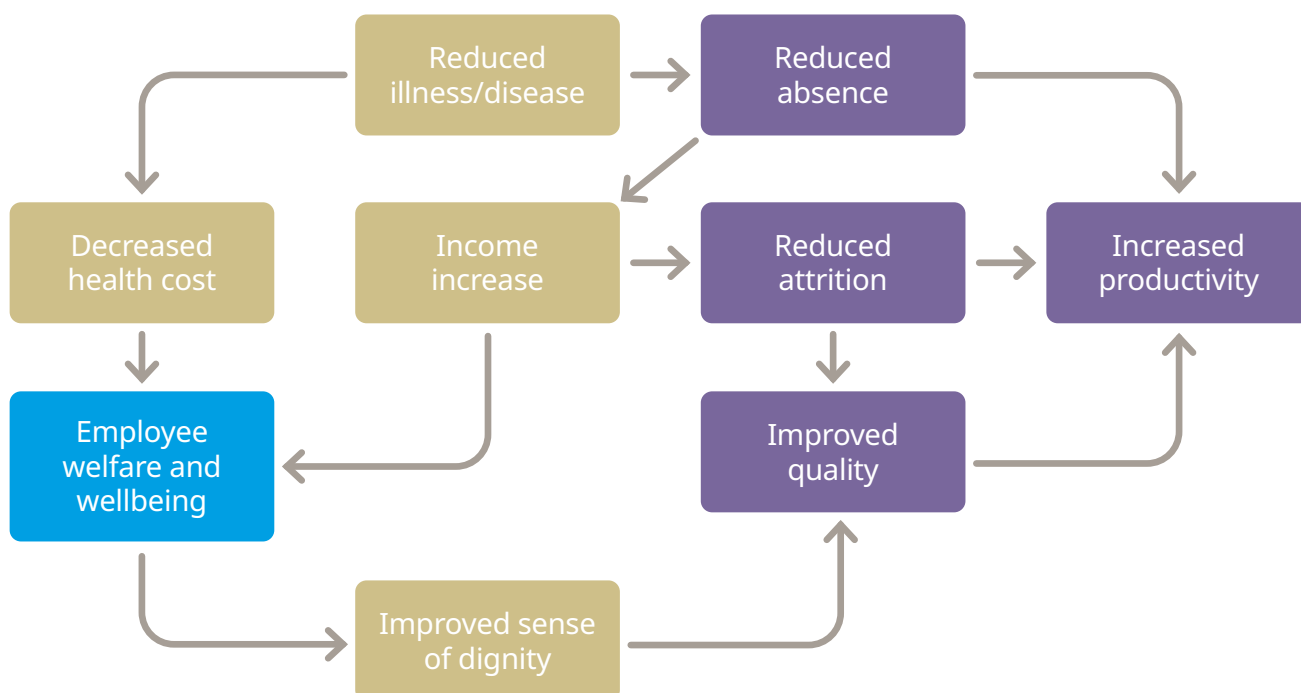 Reduced
illness/disease
Reduced
absence
Decreased
health cost
Income
increase
Reduced
attrition
Increased
productivity
Employee
welfare and
wellbeing
Improved
quality
Improved sense
of dignity